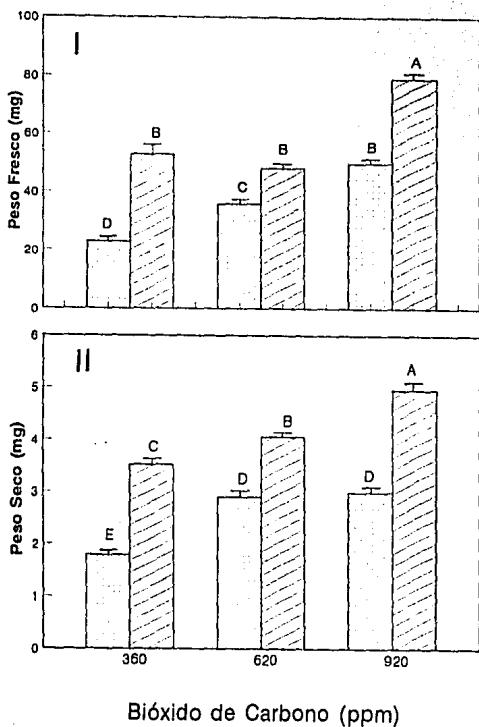 I
Peso Fresco (mg)
100
80
60
40
20
0
D
B
C
B
B
A
II
Peso Seco (mg)
6
5
4
3
2
1
0
E
C
D
B
D
A
360 620 920
Bióxido de Carbono (ppm)